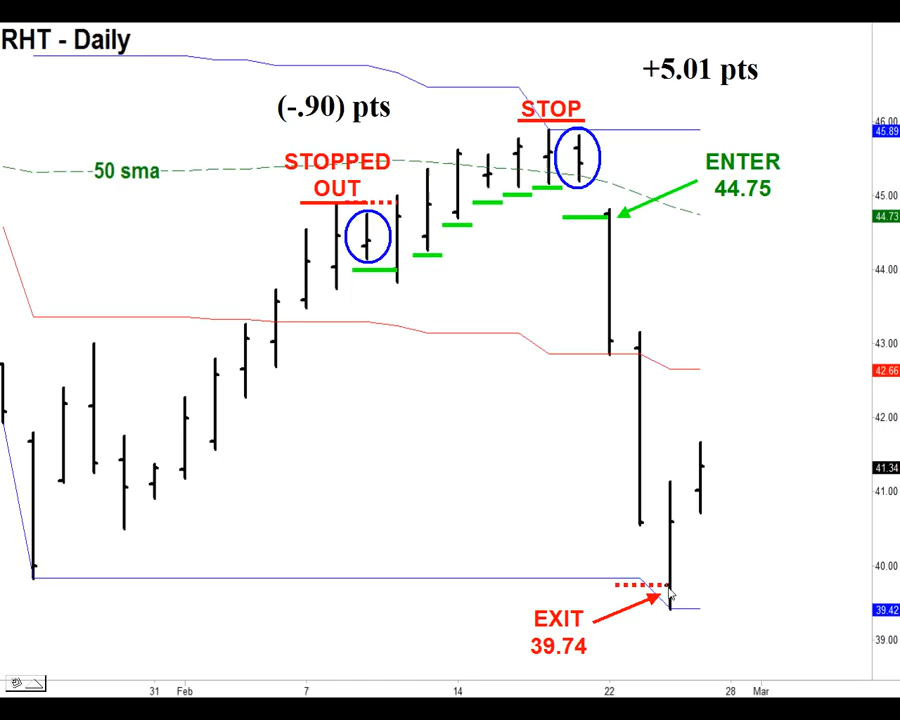 RHT - Daily
+5.01 pts
(-.90) pts
STOP
STOPPED
OUT
50 sma
ENTER
44.75
EXIT
39.74
46.00
45.89
45.00
44.73
44.00
43.00
42.66
42.00
41.34
41.00
40.00
39.42
39.00
31 Feb 7 14 22 28 Mar